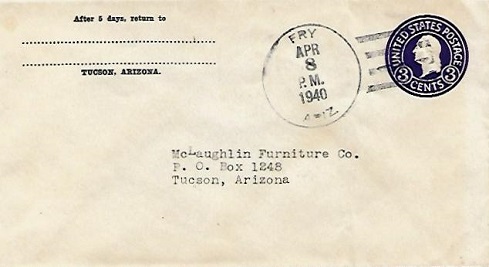 After 5 days, return to
TUCSON, ARIZONA.
FRY
APR
8
P.M.
1940
ARIZ
UNITED STATES POSTAGE
3 CENTS 3
McLaughlin Furniture Co.
P. O. Box 1248
Tucson, Arizona